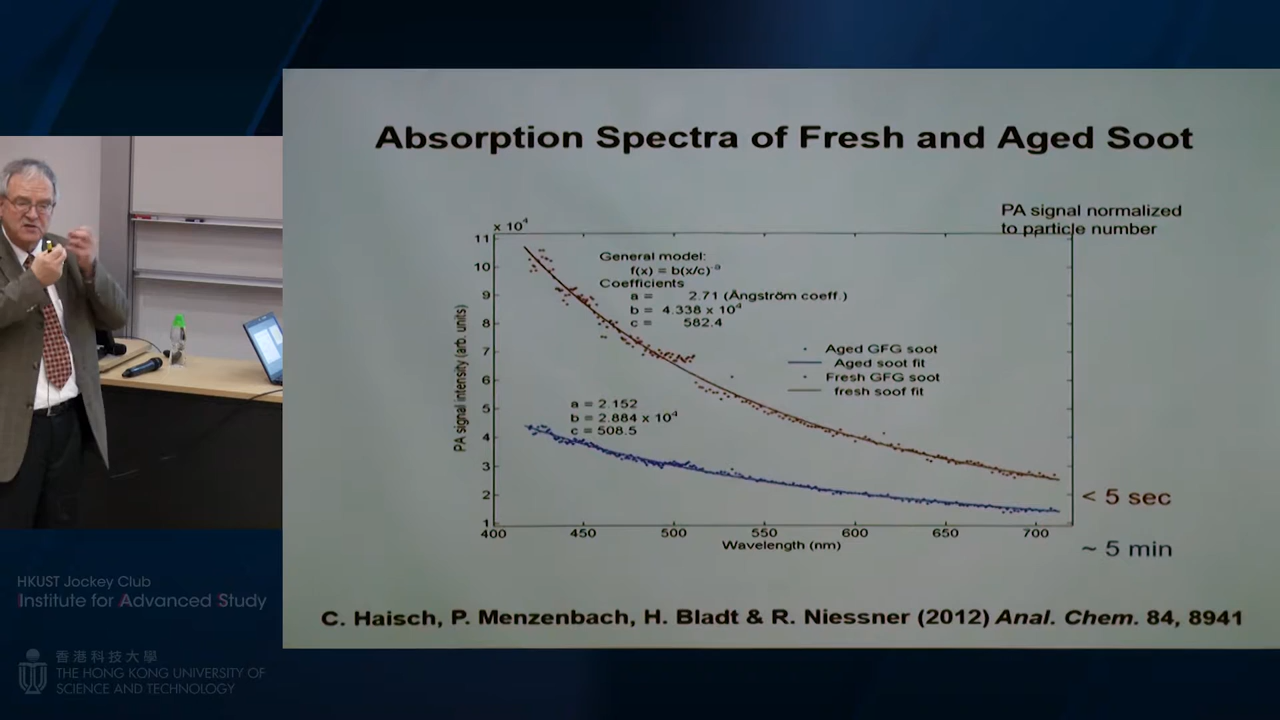 Absorption Spectra of Fresh and Aged Soot
PA signal normalized
to particle number
x 10⁴
General model:
f(x) = b(x/c)⁻ᵃ
Coefficients
a = 2.71 (Ångström coeff.)
b = 4.338 x 10⁴
c = 582.4
Aged GFG soot
Aged soot fit
Fresh GFG soot
fresh soof fit
a = 2.152
b = 2.884 x 10⁴
c = 508.5
PA signal intensity (arb. units)
11
10
9
8
7
6
5
4
3
2
1
400 450 500 550 600 650 700
Wavelength (nm)
< 5 sec
~ 5 min
C. Haisch, P. Menzenbach, H. Bladt & R. Niessner (2012) Anal. Chem. 84, 8941
HKUST Jockey Club
Institute for Advanced Study
香港科技大學
THE HONG KONG UNIVERSITY OF
SCIENCE AND TECHNOLOGY